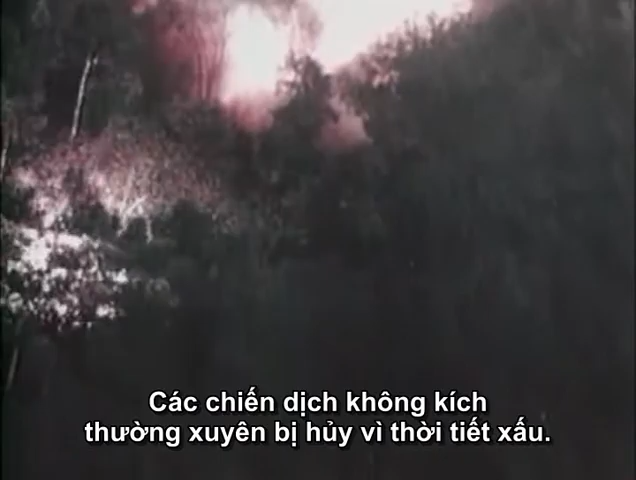 Các chiến dịch không kích
thường xuyên bị hủy vì thời tiết xấu.